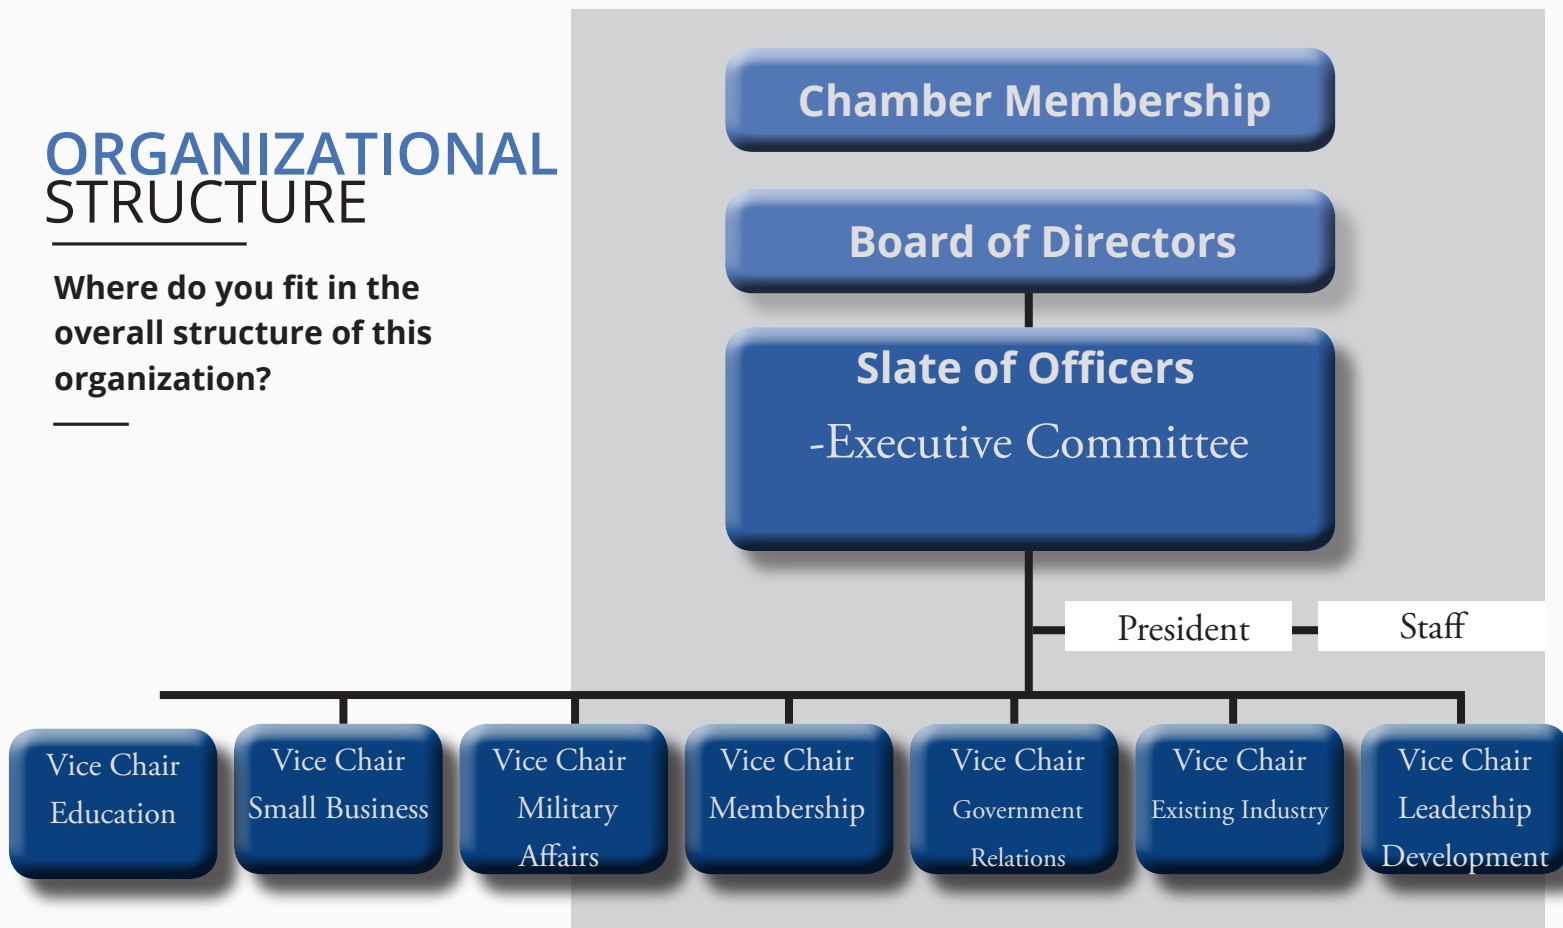 ORGANIZATIONAL
STRUCTURE
Where do you fit in the
overall structure of this
organization?
Chamber Membership
Board of Directors
Slate of Officers
-Executive Committee
President
Staff
Vice Chair
Education
Vice Chair
Small Business
Vice Chair
Military
Affairs
Vice Chair
Membership
Vice Chair
Government
Relations
Vice Chair
Existing Industry
Vice Chair
Leadership
Development